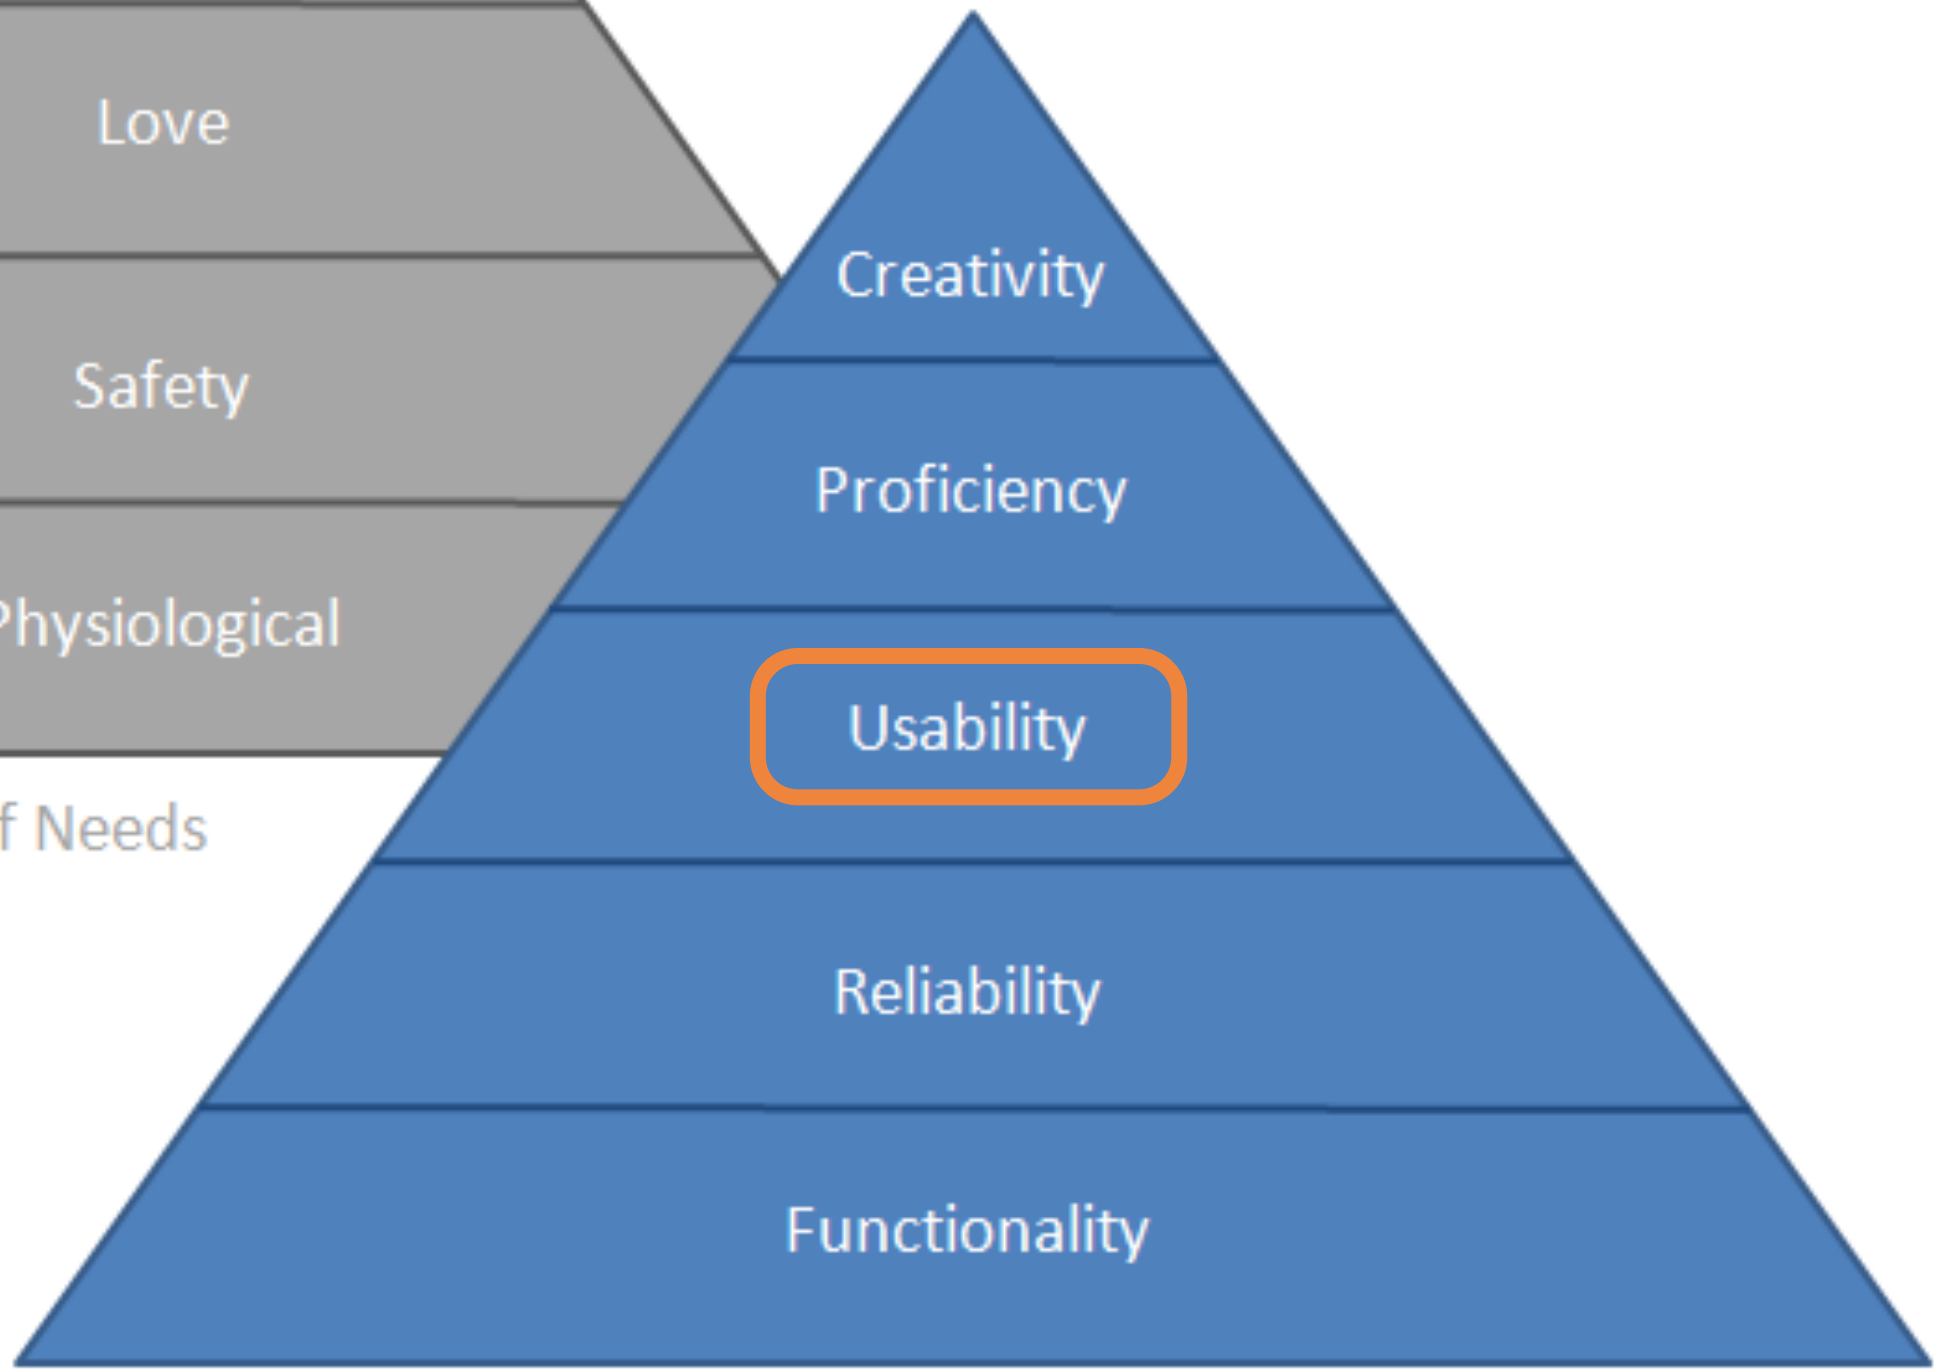 Love
Safety
Physiological
f Needs
Creativity
Proficiency
Usability
Reliability
Functionality